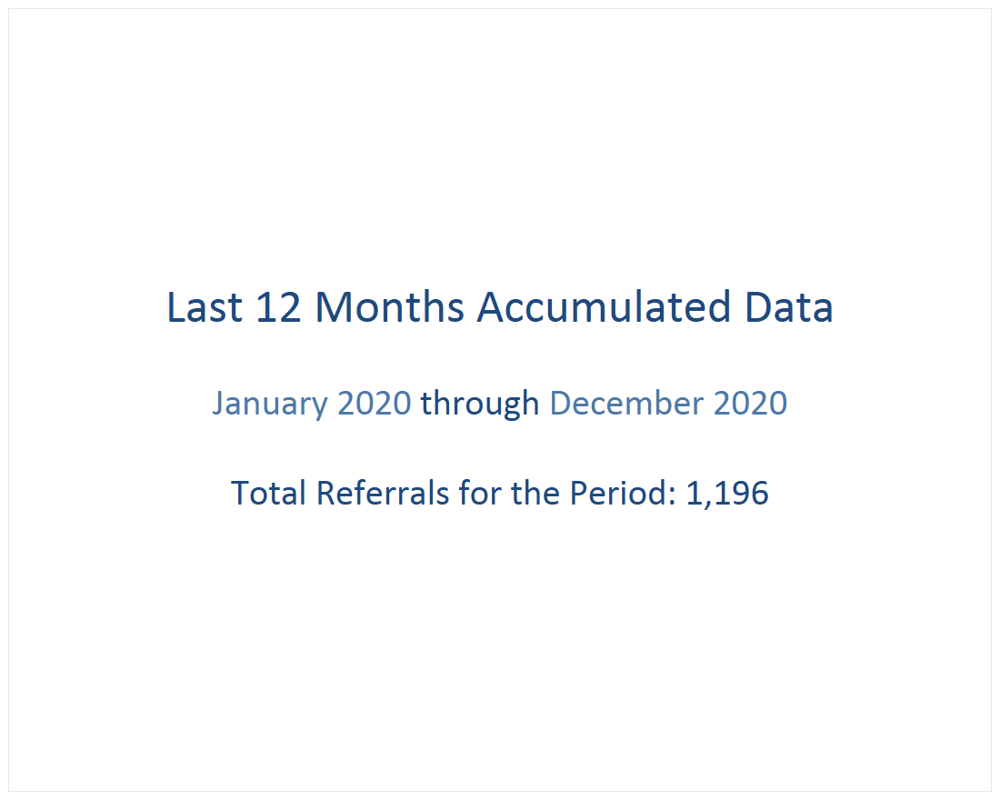 Last 12 Months Accumulated Data
January 2020 through December 2020
Total Referrals for the Period: 1,196